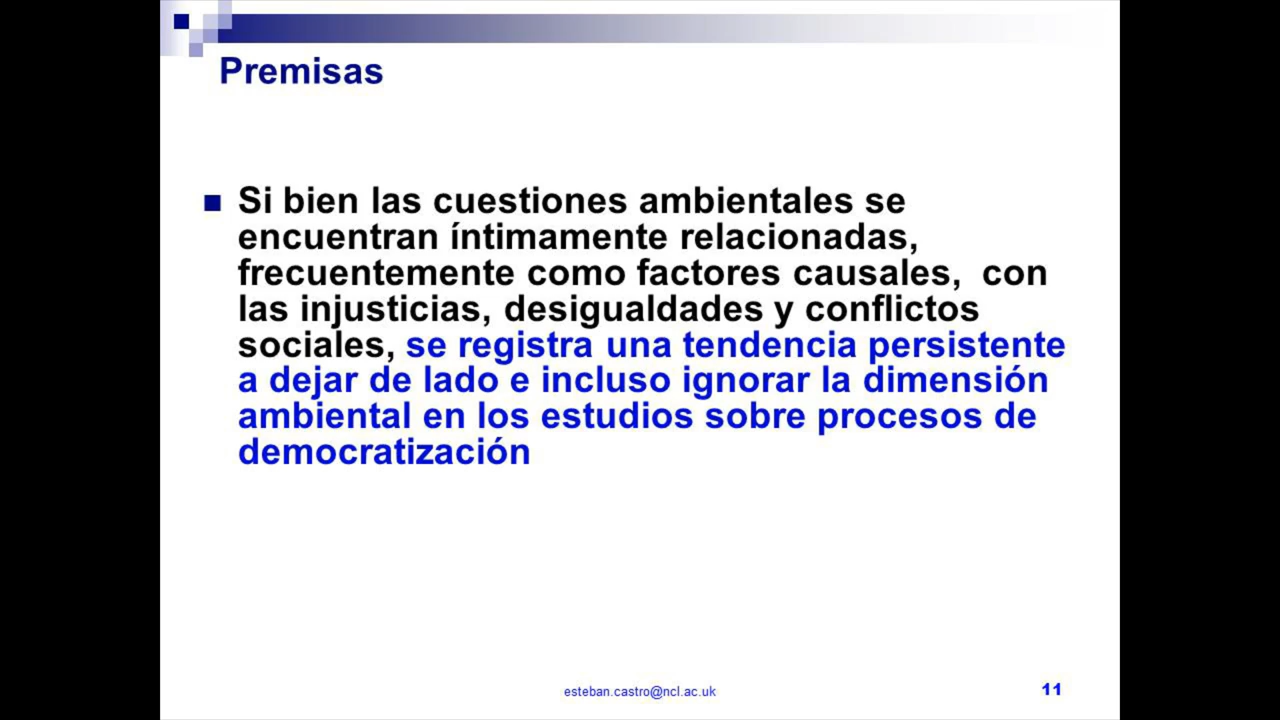 Premisas
Si bien las cuestiones ambientales se
encuentran íntimamente relacionadas,
frecuentemente como factores causales,  con
las injusticias, desigualdades y conflictos
sociales, se registra una tendencia persistente
a dejar de lado e incluso ignorar la dimensión
ambiental en los estudios sobre procesos de
democratización
esteban.castro@ncl.ac.uk
11